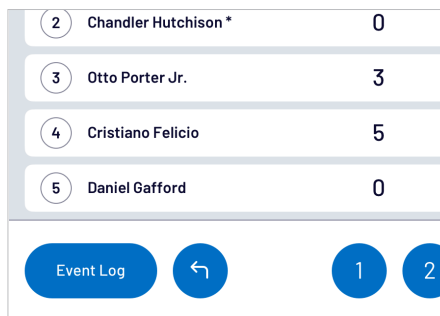 2 Chandler Hutchison * 0
3 Otto Porter Jr. 3
4 Cristiano Felicio 5
5 Daniel Gafford 0
Event Log 1 2